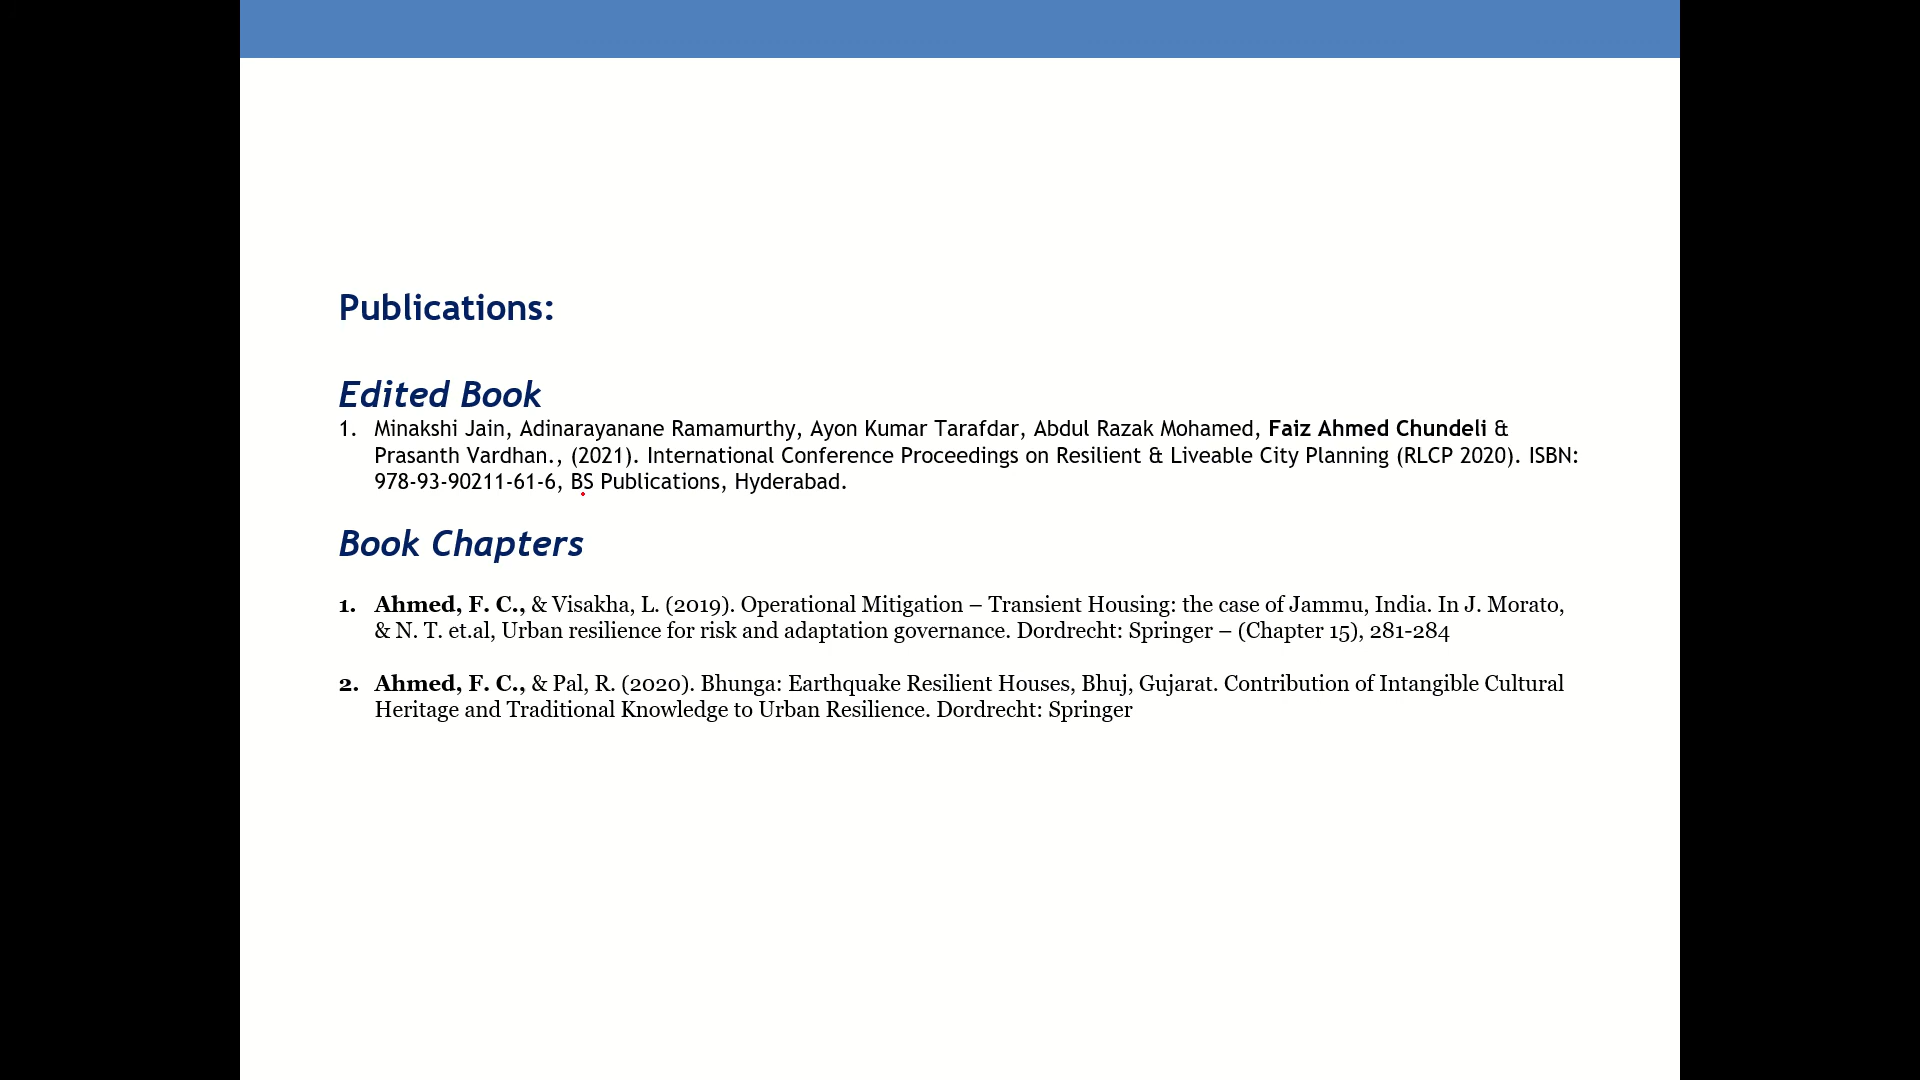 Publications:
Edited Book
1. Minakshi Jain, Adinarayanane Ramamurthy, Ayon Kumar Tarafdar, Abdul Razak Mohamed, Faiz Ahmed Chundeli &
Prasanth Vardhan., (2021). International Conference Proceedings on Resilient & Liveable City Planning (RLCP 2020). ISBN:
978-93-90211-61-6, BS Publications, Hyderabad.
Book Chapters
1. Ahmed, F. C., & Visakha, L. (2019). Operational Mitigation – Transient Housing: the case of Jammu, India. In J. Morato,
& N. T. et.al, Urban resilience for risk and adaptation governance. Dordrecht: Springer – (Chapter 15), 281-284
2. Ahmed, F. C., & Pal, R. (2020). Bhunga: Earthquake Resilient Houses, Bhuj, Gujarat. Contribution of Intangible Cultural
Heritage and Traditional Knowledge to Urban Resilience. Dordrecht: Springer